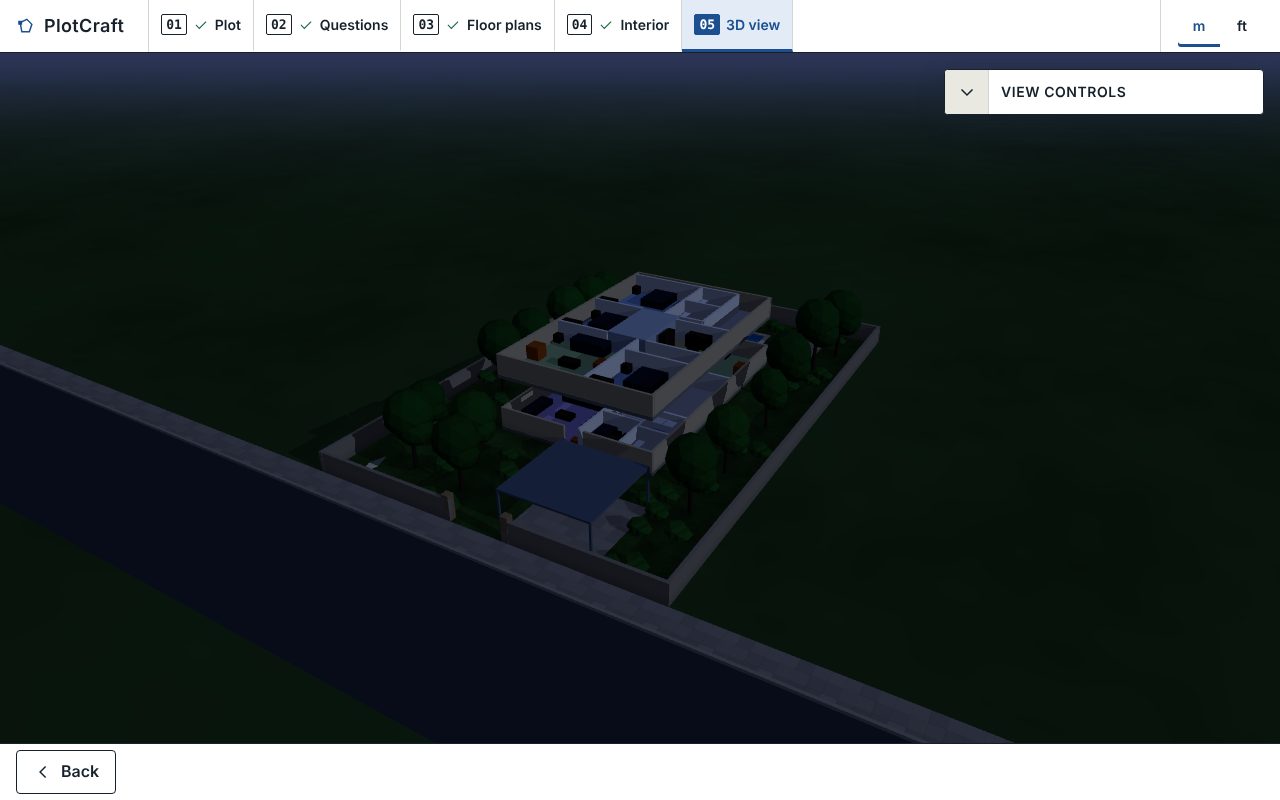 PlotCraft
01 Plot
02 Questions
03 Floor plans
04 Interior
05 3D view
m
ft
VIEW CONTROLS
Back